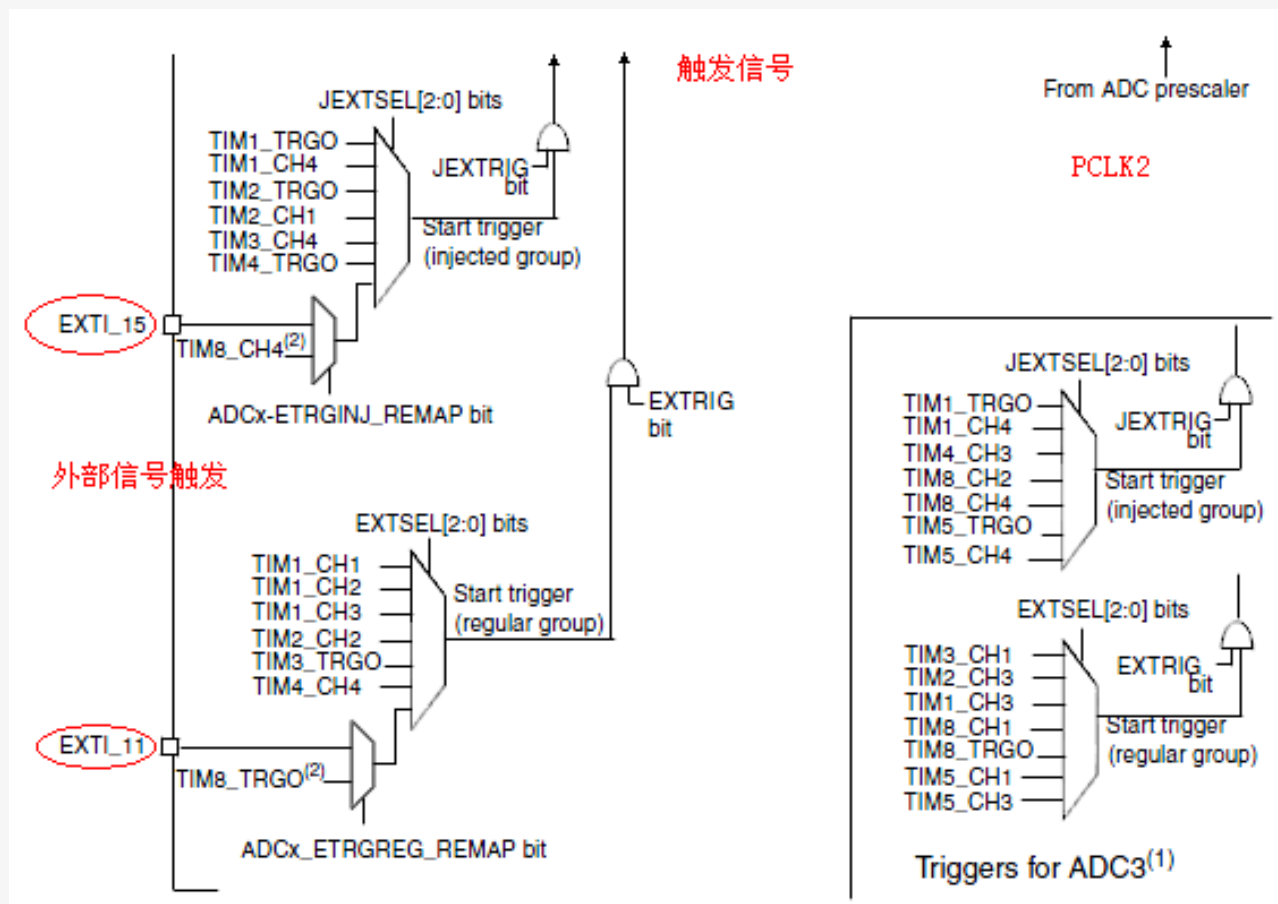 触发信号
From ADC prescaler
PCLK2
JEXTSEL[2:0] bits
TIM1_TRGO
TIM1_CH4
TIM2_TRGO
TIM2_CH1
TIM3_CH4
TIM4_TRGO
JEXTRIG
bit
Start trigger
(injected group)
EXTI_15
TIM8_CH4(2)
ADCx-ETRGINJ_REMAP bit
EXTRIG
bit
外部信号触发
EXTSEL[2:0] bits
TIM1_CH1
TIM1_CH2
TIM1_CH3
TIM2_CH2
TIM3_TRGO
TIM4_CH4
Start trigger
(regular group)
EXTI_11
TIM8_TRGO(2)
ADCx_ETRGREG_REMAP bit
JEXTSEL[2:0] bits
TIM1_TRGO
TIM1_CH4
TIM4_CH3
TIM8_CH2
TIM8_CH4
TIM5_TRGO
TIM5_CH4
JEXTRIG
bit
Start trigger
(injected group)
EXTSEL[2:0] bits
TIM3_CH1
TIM2_CH3
TIM1_CH3
TIM8_CH1
TIM8_TRGO
TIM5_CH1
TIM5_CH3
EXTRIG
bit
Start trigger
(regular group)
Triggers for ADC3(1)